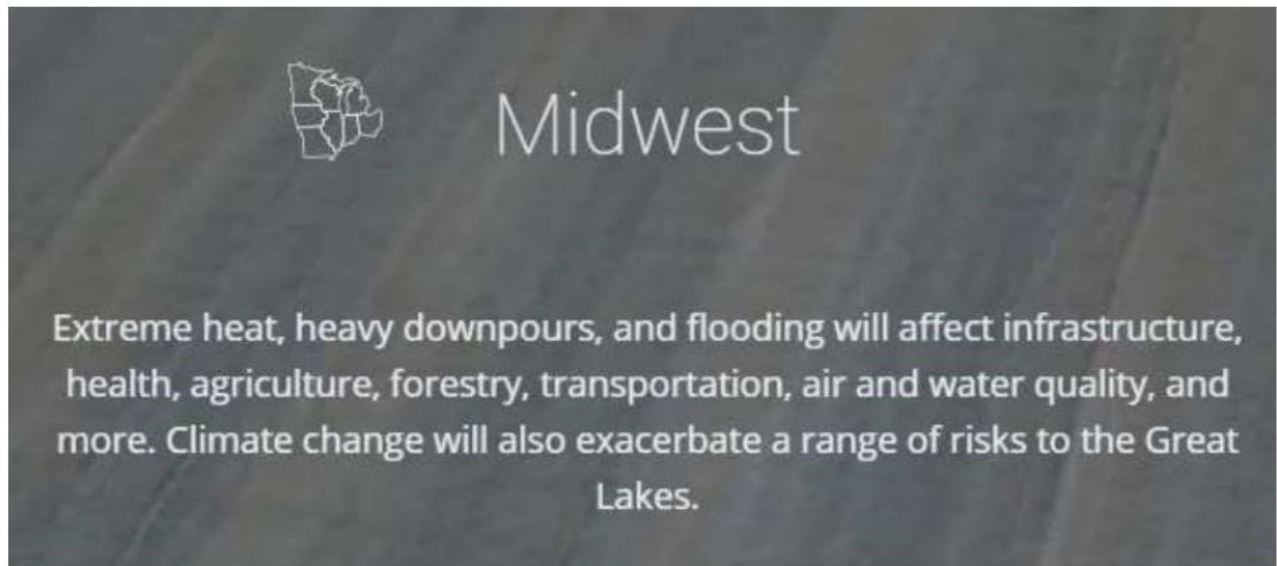 Midwest
Extreme heat, heavy downpours, and flooding will affect infrastructure,
health, agriculture, forestry, transportation, air and water quality, and
more. Climate change will also exacerbate a range of risks to the Great
Lakes.